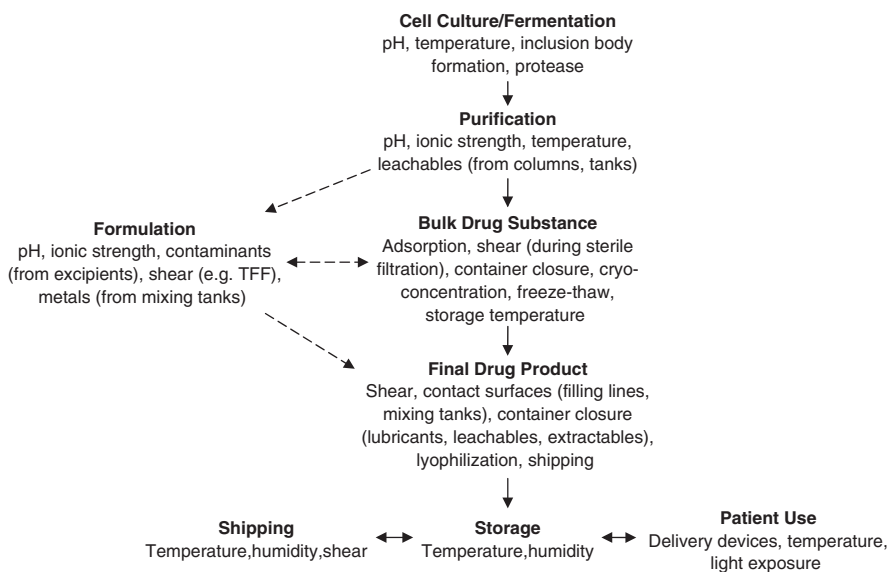 Cell Culture/Fermentation
pH, temperature, inclusion body
formation, protease
Purification
pH, ionic strength, temperature,
leachables (from columns, tanks)
Formulation
pH, ionic strength, contaminants
(from excipients), shear (e.g. TFF),
metals (from mixing tanks)
Bulk Drug Substance
Adsorption, shear (during sterile
filtration), container closure, cryo-
concentration, freeze-thaw,
storage temperature
Final Drug Product
Shear, contact surfaces (filling lines,
mixing tanks), container closure
(lubricants, leachables, extractables),
lyophilization, shipping
Shipping
Temperature,humidity,shear
Storage
Temperature,humidity
Patient Use
Delivery devices, temperature,
light exposure